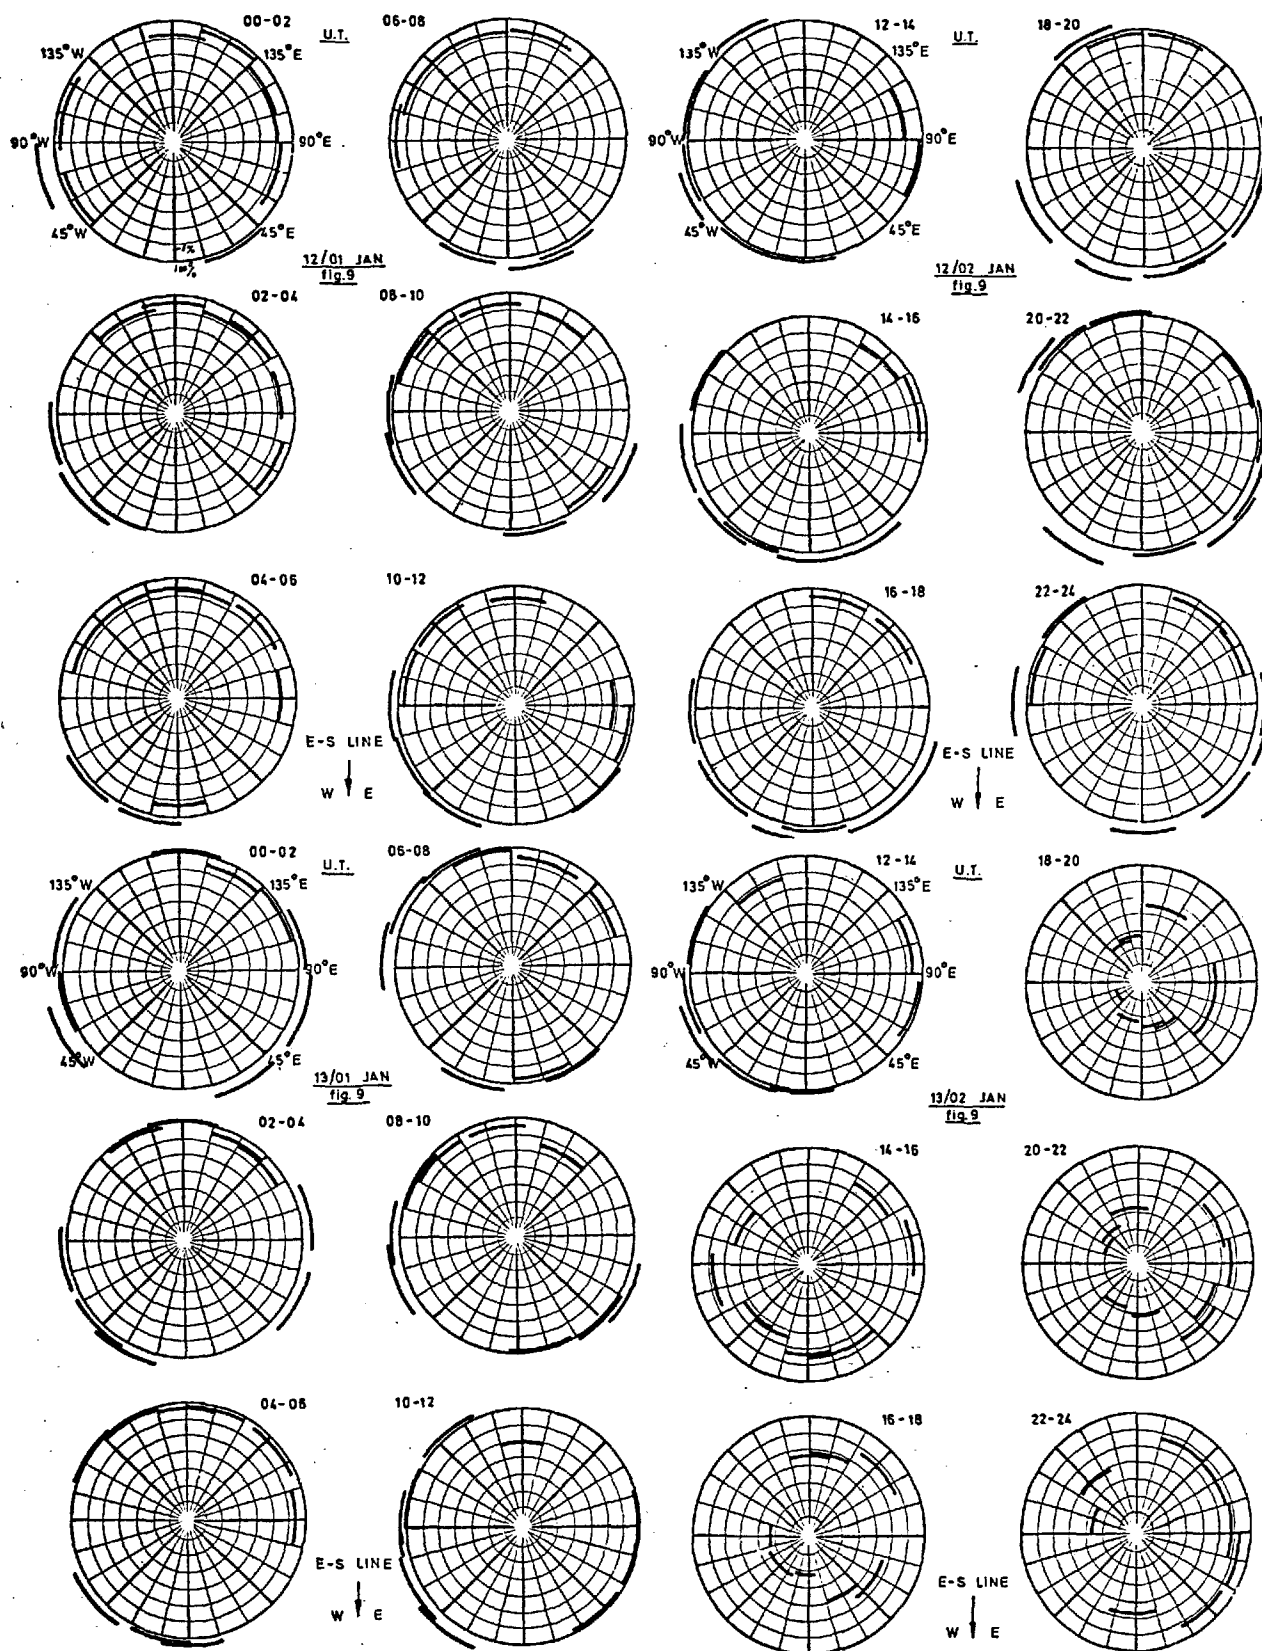 00-02
U.T.
06-08
12-14
U.T.
18-20
135°W
135°E
135°W
135°E
90°W
90°E
90°W
90°E
45°W
45°E
45°W
45°E
100%
12/01 JAN
fig.9
12/02 JAN
fig.9
02-04
08-10
14-16
20-22
04-06
10-12
16-18
22-24
E-S LINE
W E
E-S LINE
W E
00-02
U.T.
06-08
12-14
U.T.
18-20
135°W
135°E
135°W
135°E
90°W
90°E
90°W
90°E
45°W
45°E
45°W
45°E
13/01 JAN
fig.9
13/02 JAN
fig.9
02-04
08-10
14-16
20-22
04-06
10-12
16-18
22-24
E-S LINE
W E
E-S LINE
W E